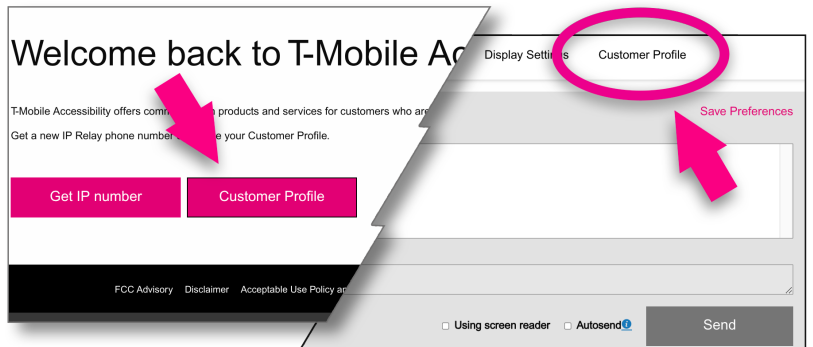 Welcome back to T-Mobile Ac
T-Mobile Accessibility offers comm products and services for customers who are
Get a new IP Relay phone number your Customer Profile.
Get IP number
Customer Profile
FCC Advisory Disclaimer Acceptable Use Policy an
Display Settings Customer Profile
Save Preferences
Using screen reader Autosend
Send